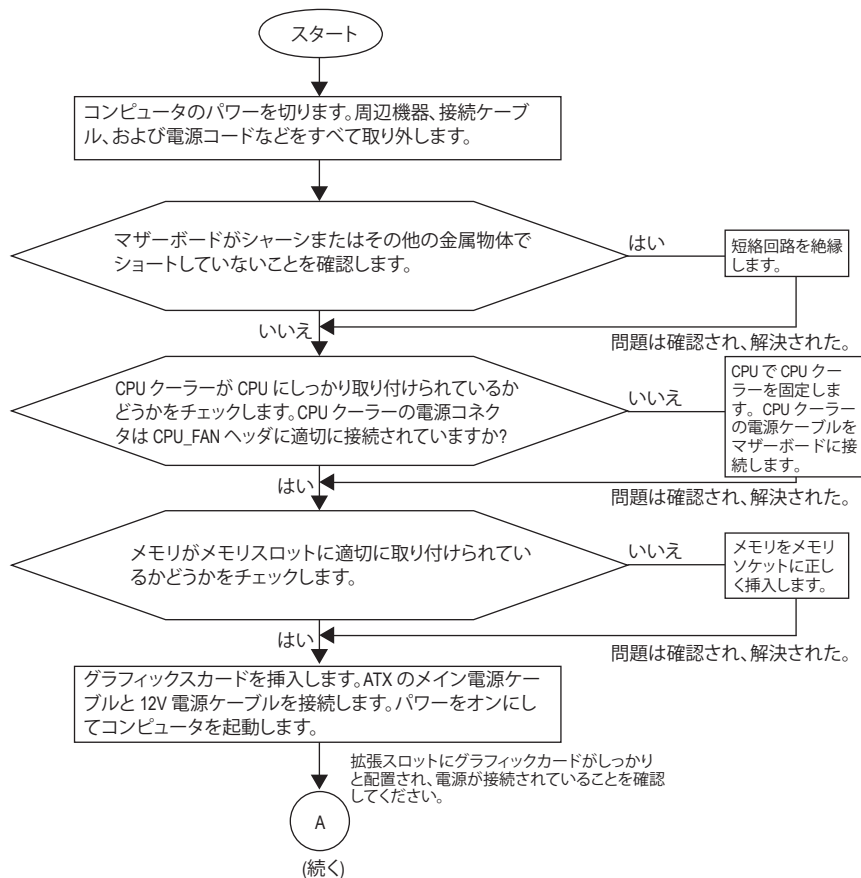 スタート
コンピュータのパワーを切ります。周辺機器、接続ケーブ
ル、および電源コードなどをすべて取り外します。
マザーボードがシャーシまたはその他の金属物体で
ショートしていないことを確認します。
はい
短絡回路を絶縁
します。
いいえ
問題は確認され、解決された。
CPU クーラーが CPU にしっかり取り付けられているか
どうかをチェックします。CPU クーラーの電源コネク
タは CPU_FAN ヘッダに適切に接続されていますか?
いいえ
CPU で CPU クー
ラーを固定しま
す。 CPU クーラー
の電源ケーブルを
マザーボードに接
続します。
はい
問題は確認され、解決された。
メモリがメモリスロットに適切に取り付けられてい
るかどうかをチェックします。
いいえ
メモリをメモリ
ソケットに正し
く挿入します。
はい
問題は確認され、解決された。
グラフィックスカードを挿入します。ATX のメイン電源ケー
ブルと 12V 電源ケーブルを接続します。パワーをオンにし
てコンピュータを起動します。
拡張スロットにグラフィックカードがしっかり
と配置され、電源が接続されていることを確認
してください。
A
(続く)